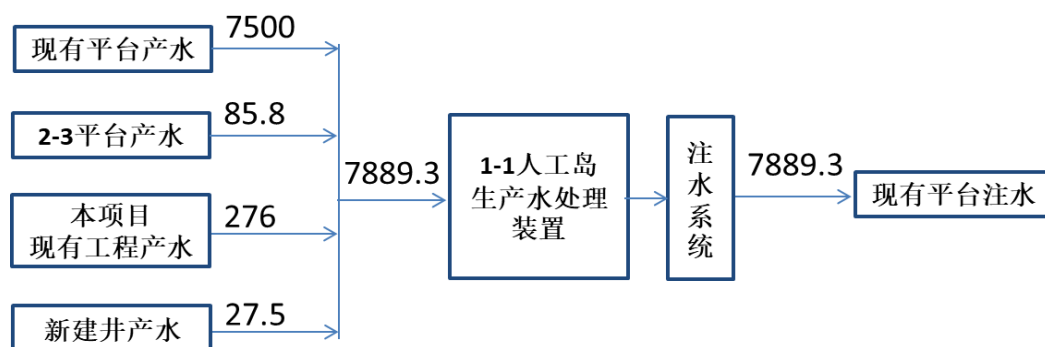 现有平台产水
7500
2-3平台产水
85.8
本项目
现有工程产水
276
新建井产水
27.5
7889.3
1-1人工岛
生产水处理
装置
注
水
系
统
7889.3
现有平台注水